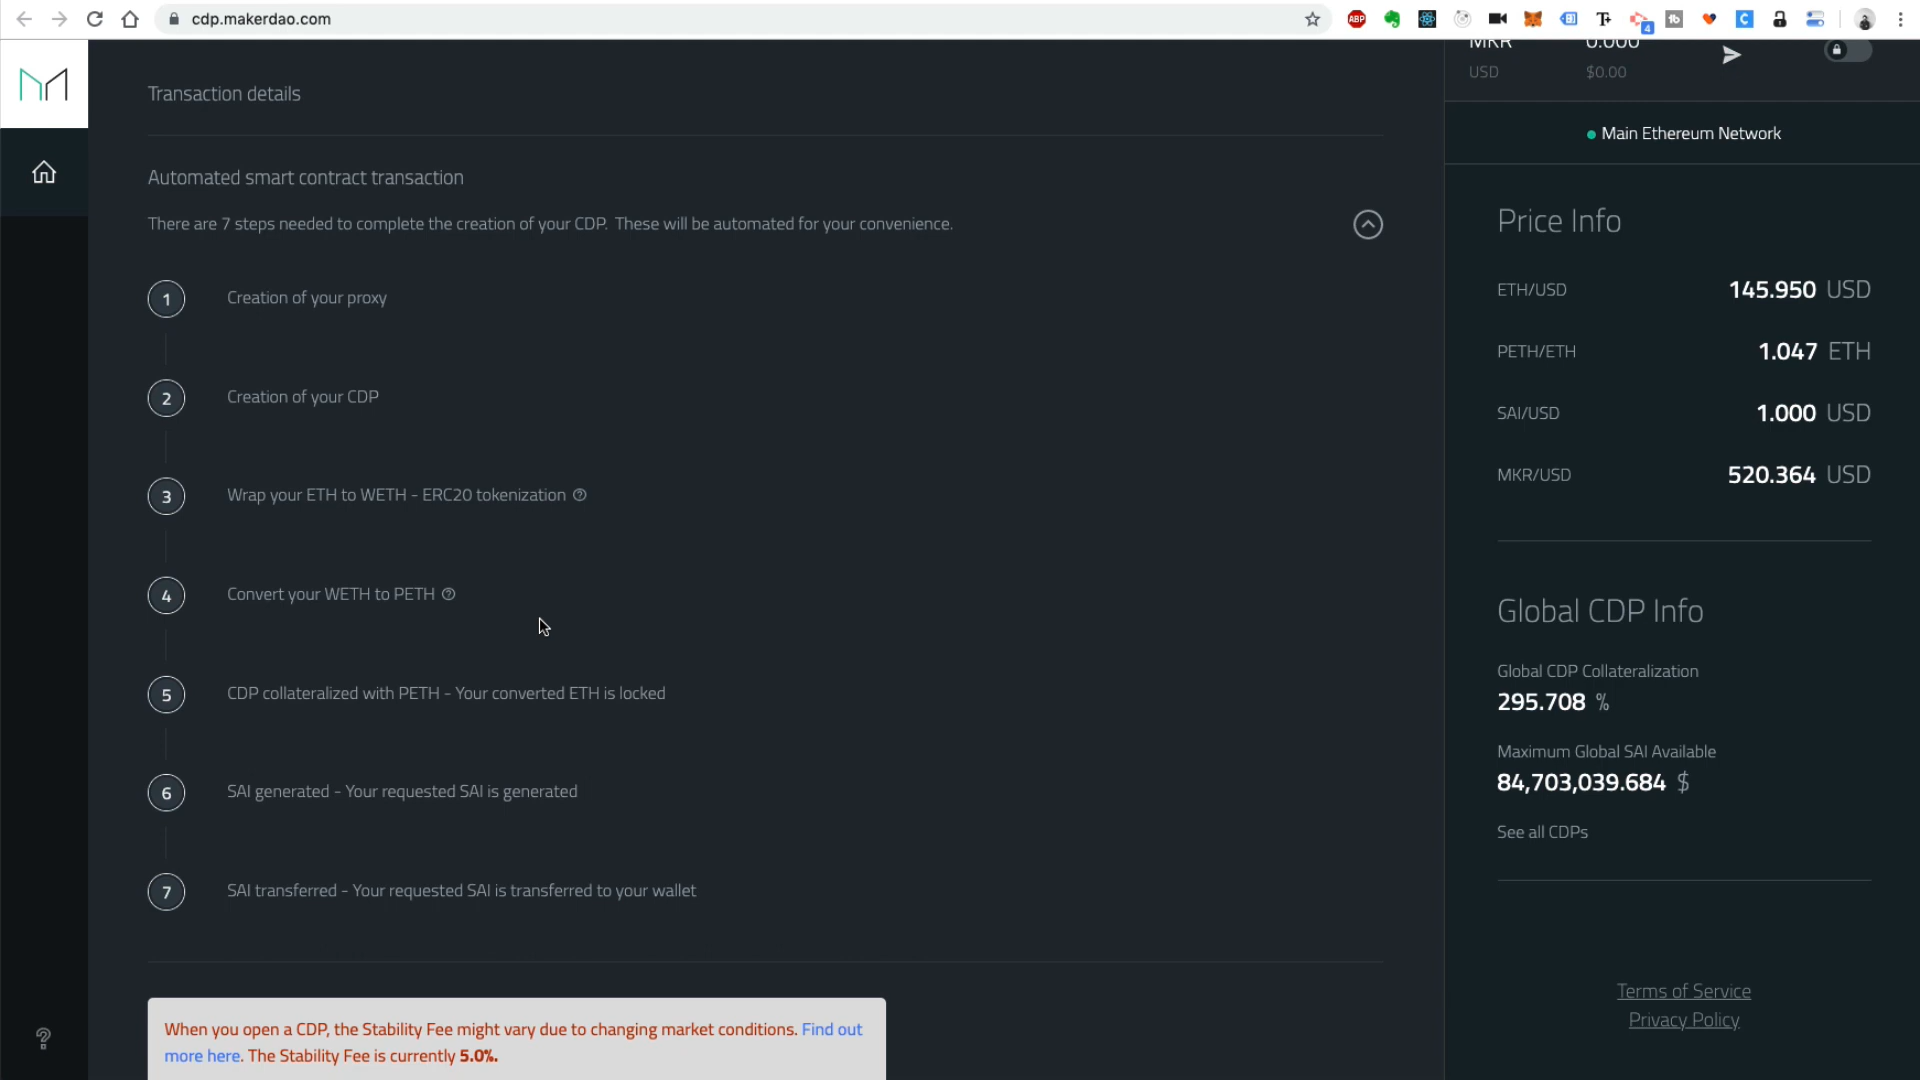 cdp.makerdao.com
ABP
4
Transaction details
Automated smart contract transaction
There are 7 steps needed to complete the creation of your CDP. These will be automated for your convenience.
1 Creation of your proxy
2 Creation of your CDP
3 Wrap your ETH to WETH - ERC20 tokenization
4 Convert your WETH to PETH
5 CDP collateralized with PETH - Your converted ETH is locked
6 SAI generated - Your requested SAI is generated
7 SAI transferred - Your requested SAI is transferred to your wallet
When you open a CDP, the Stability Fee might vary due to changing market conditions. Find out
more here. The Stability Fee is currently 5.0%.
MKR 0.000
USD $0.00
Main Ethereum Network
Price Info
ETH/USD 145.950 USD
PETH/ETH 1.047 ETH
SAI/USD 1.000 USD
MKR/USD 520.364 USD
Global CDP Info
Global CDP Collateralization
295.708 %
Maximum Global SAI Available
84,703,039.684 $
See all CDPs
Terms of Service
Privacy Policy